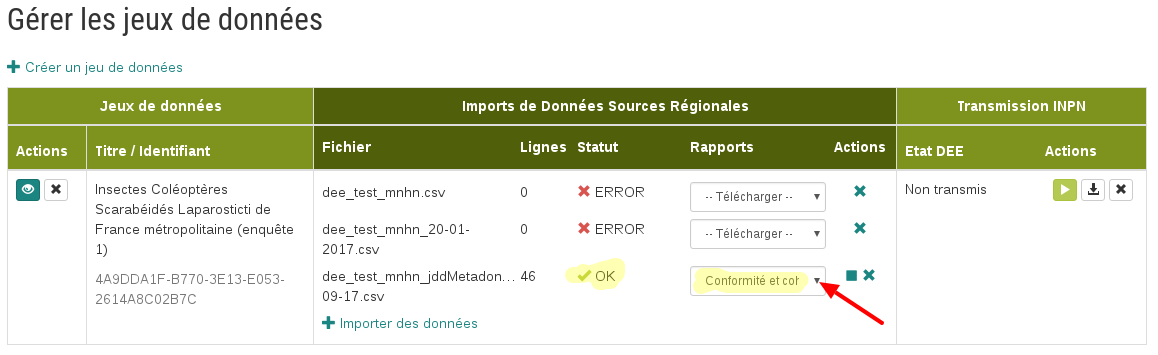 Gérer les jeux de données
Créer un jeu de données
Jeux de données
Imports de Données Sources Régionales
Transmission INPN
Actions
Titre / Identifiant
Fichier
Lignes
Statut
Rapports
Actions
Etat DEE
Actions
Insectes Coléoptères
Scarabéidés Laparosticti de
France métropolitaine (enquête
1)
4A9DDA1F-B770-3E13-E053-
2614A8C02B7C
dee_test_mnhn.csv
0
ERROR
-- Télécharger --
dee_test_mnhn_20-01-
2017.csv
0
ERROR
-- Télécharger --
dee_test_mnhn_jddMetadon...
09-17.csv
46
OK
Conformité et col
Importer des données
Non transmis